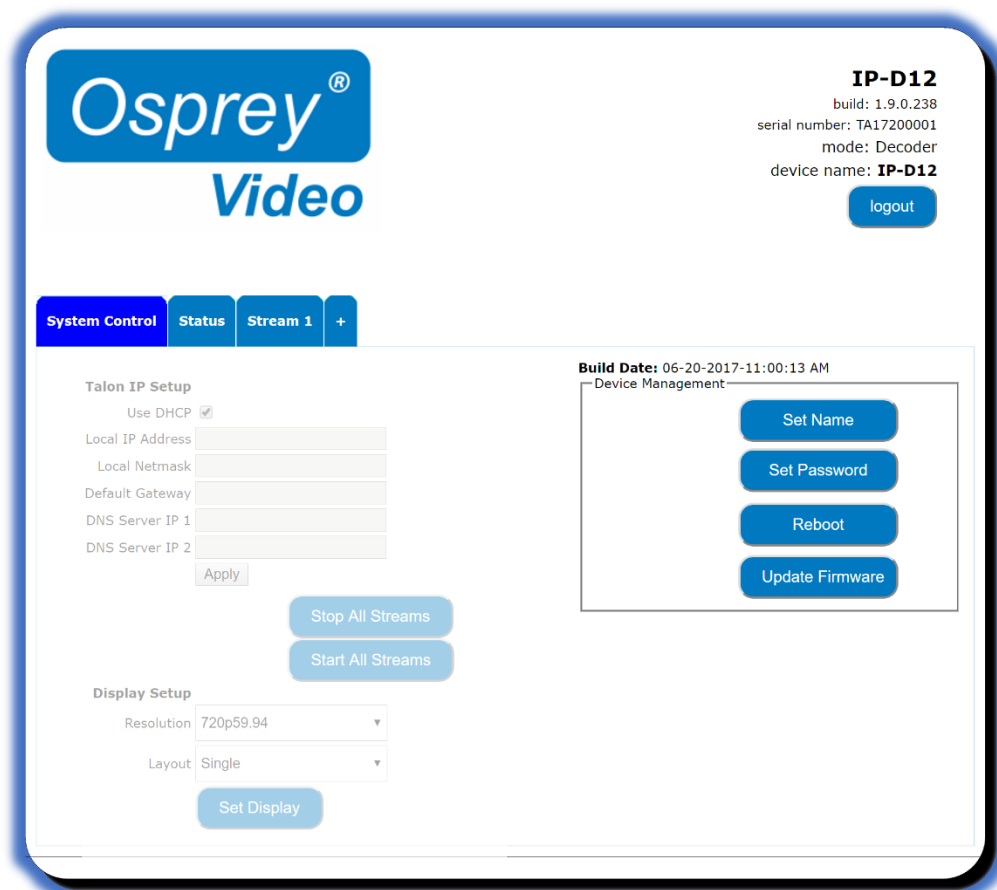 Osprey®
Video
IP-D12
build: 1.9.0.238
serial number: TA17200001
mode: Decoder
device name: IP-D12
logout
System Control
Status
Stream 1
+
Talon IP Setup
Use DHCP
Local IP Address
Local Netmask
Default Gateway
DNS Server IP 1
DNS Server IP 2
Apply
Stop All Streams
Start All Streams
Display Setup
Resolution 720p59.94
Layout Single
Set Display
Build Date: 06-20-2017-11:00:13 AM
Device Management
Set Name
Set Password
Reboot
Update Firmware